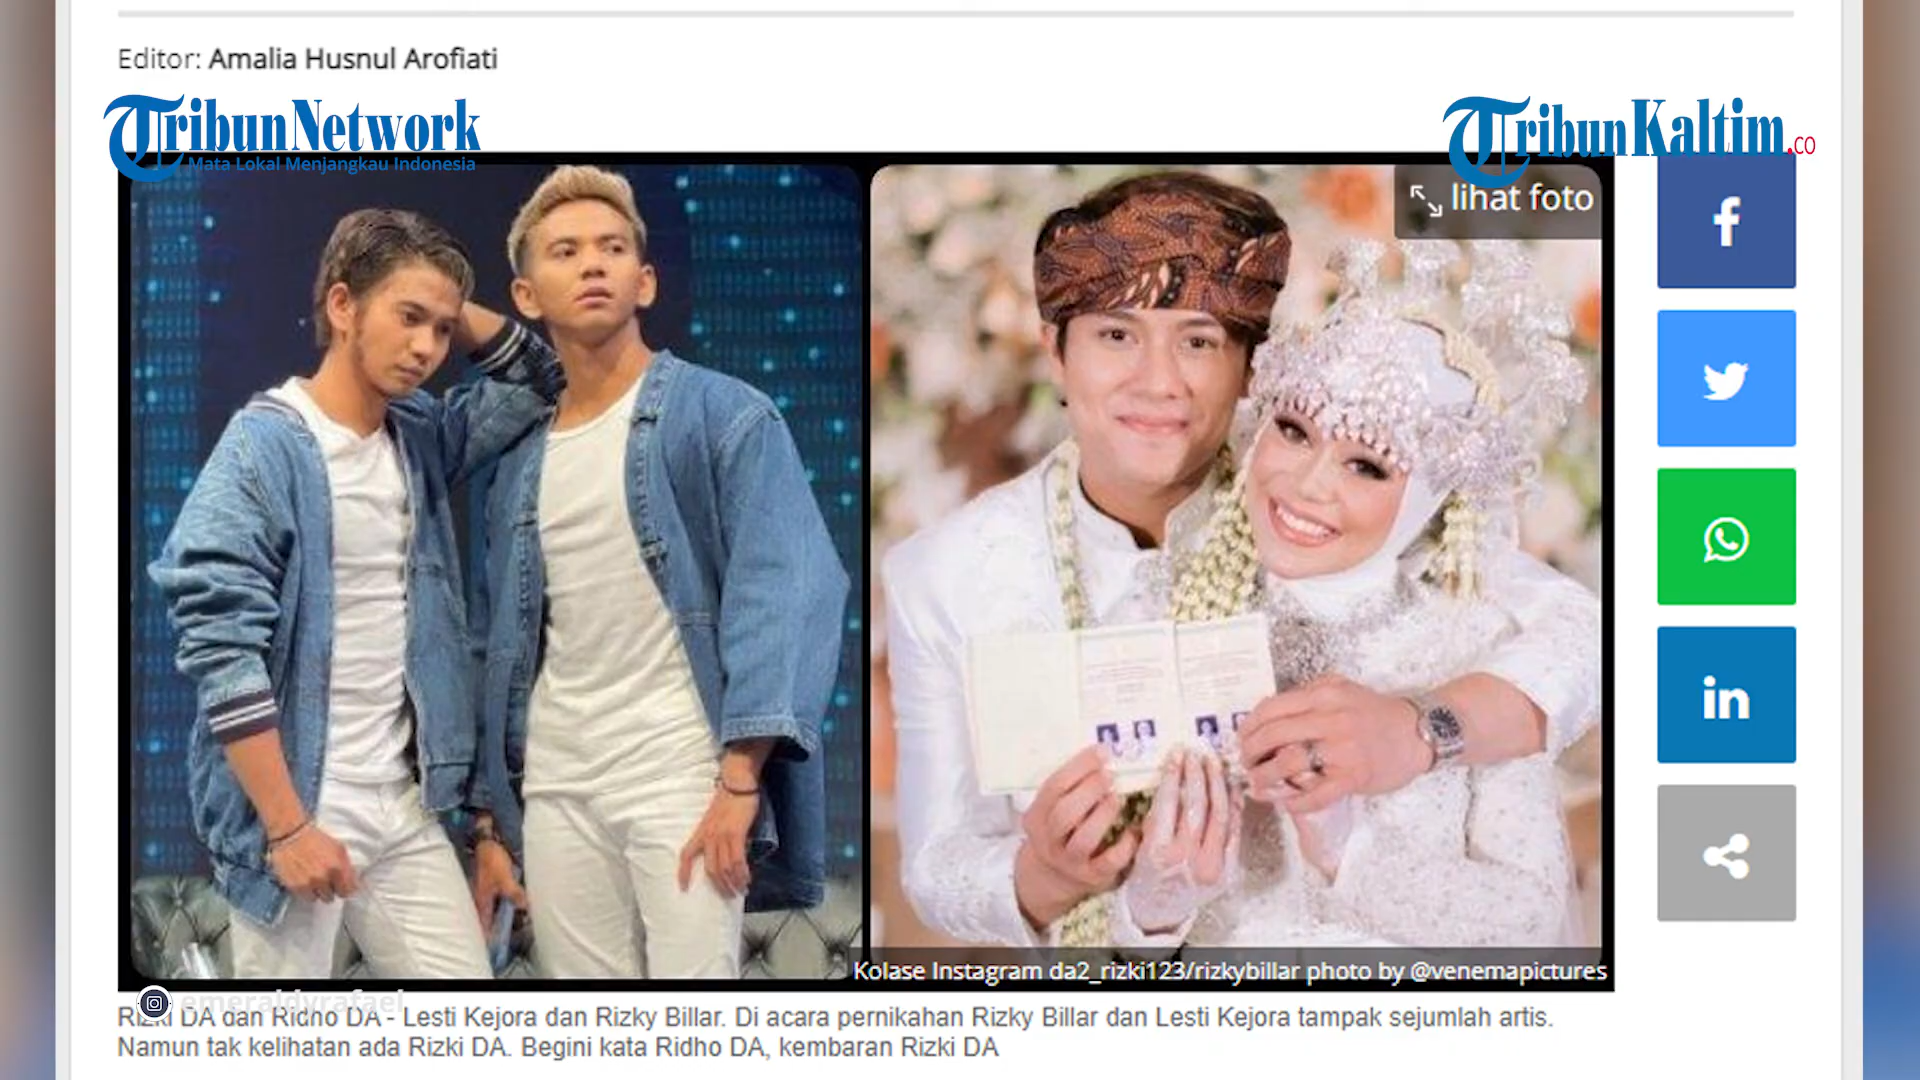 Editor: Amalia Husnul Arofiati
TribunNetwork
Mata Lokal Menjangkau Indonesia
TribunKaltim.co
lihat foto
Kolase Instagram da2_rizki123/rizkybillar photo by @venemapictures
emeraldyrafael
Rizki DA dan Ridho DA - Lesti Kejora dan Rizky Billar. Di acara pernikahan Rizky Billar dan Lesti Kejora tampak sejumlah artis.
Namun tak kelihatan ada Rizki DA. Begini kata Ridho DA, kembaran Rizki DA